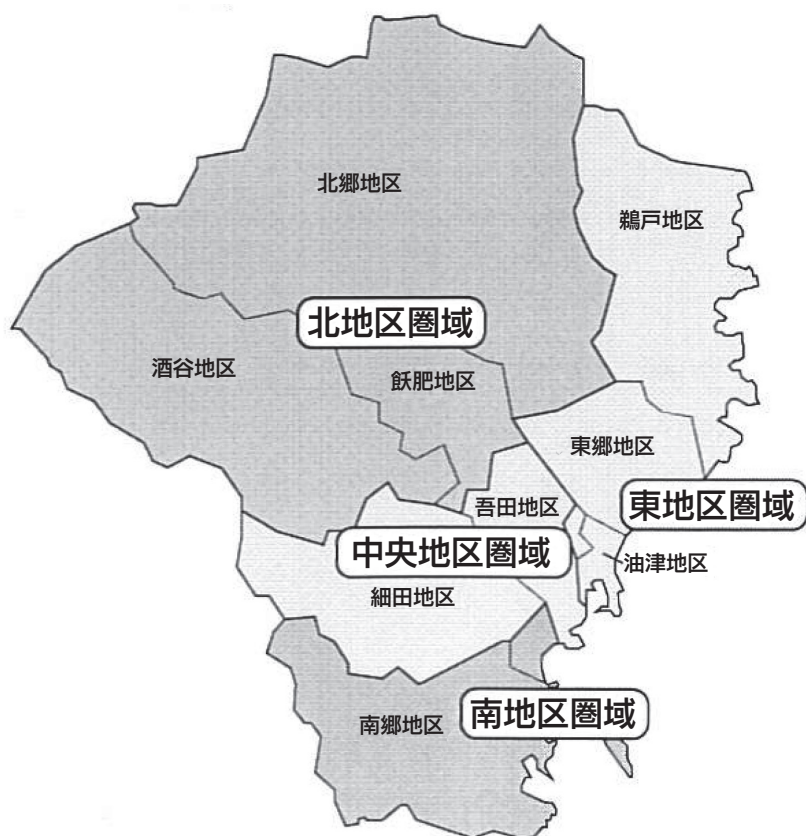 北郷地区
鵜戸地区
北地区圏域
酒谷地区
飫肥地区
東郷地区
吾田地区
東地区圏域
中央地区圏域
油津地区
細田地区
南郷地区
南地区圏域